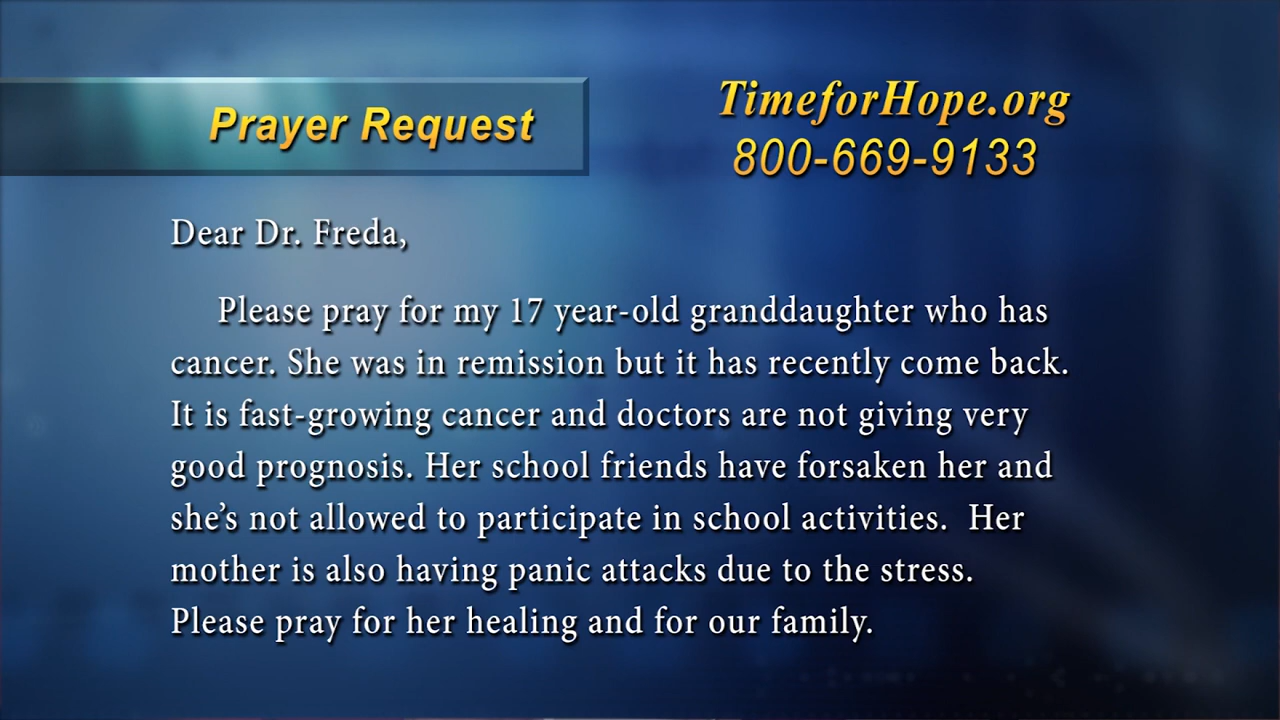 Prayer Request
TimeforHope.org
800-669-9133
Dear Dr. Freda,
Please pray for my 17 year-old granddaughter who has
cancer. She was in remission but it has recently come back.
It is fast-growing cancer and doctors are not giving very
good prognosis. Her school friends have forsaken her and
she’s not allowed to participate in school activities.  Her
mother is also having panic attacks due to the stress.
Please pray for her healing and for our family.